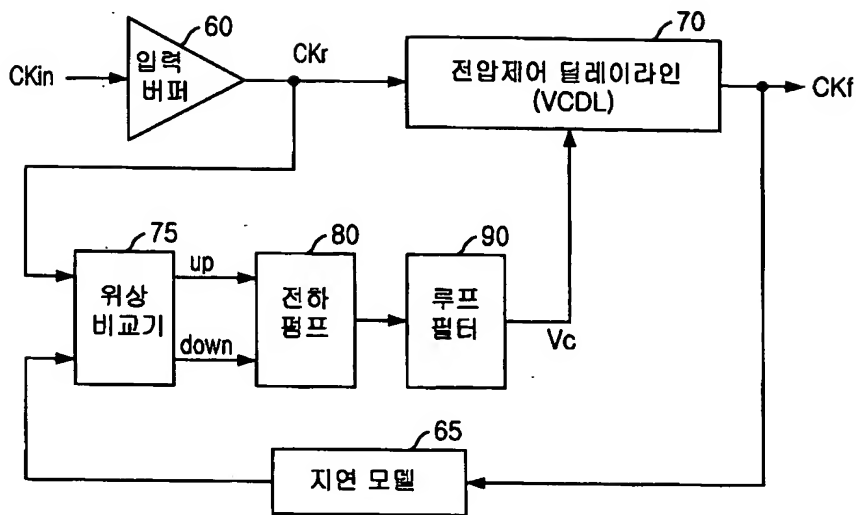 60
70
CKin
입력
버퍼
CKr
전압제어 딜레이라인
(VCDL)
CKf
75
80
90
위상
비교기
up
down
전하
펌프
루프
필터
Vc
65
지연 모델